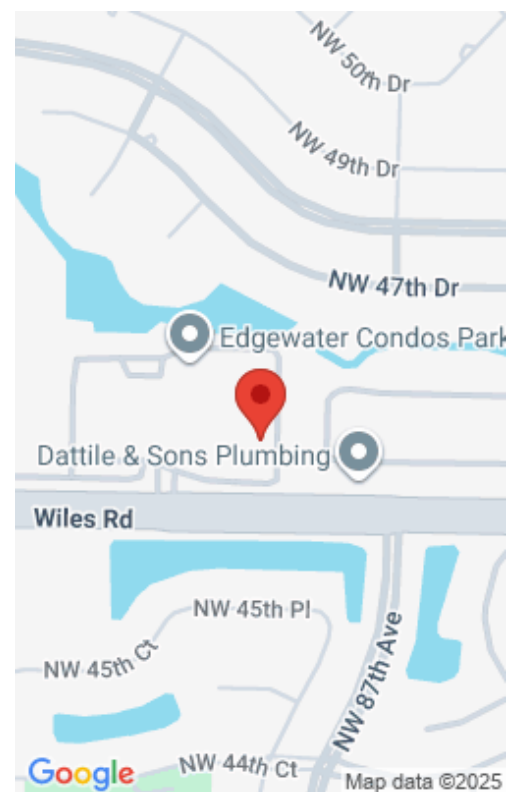 NW 50th Dr
NW 49th Dr
NW 47th Dr
Edgewater Condos Park
Dattile & Sons Plumbing
Wiles Rd
NW 45th Pl
NW 45th Ct
NW 87th Ave
NW 44th Ct
Google
Map data ©2025